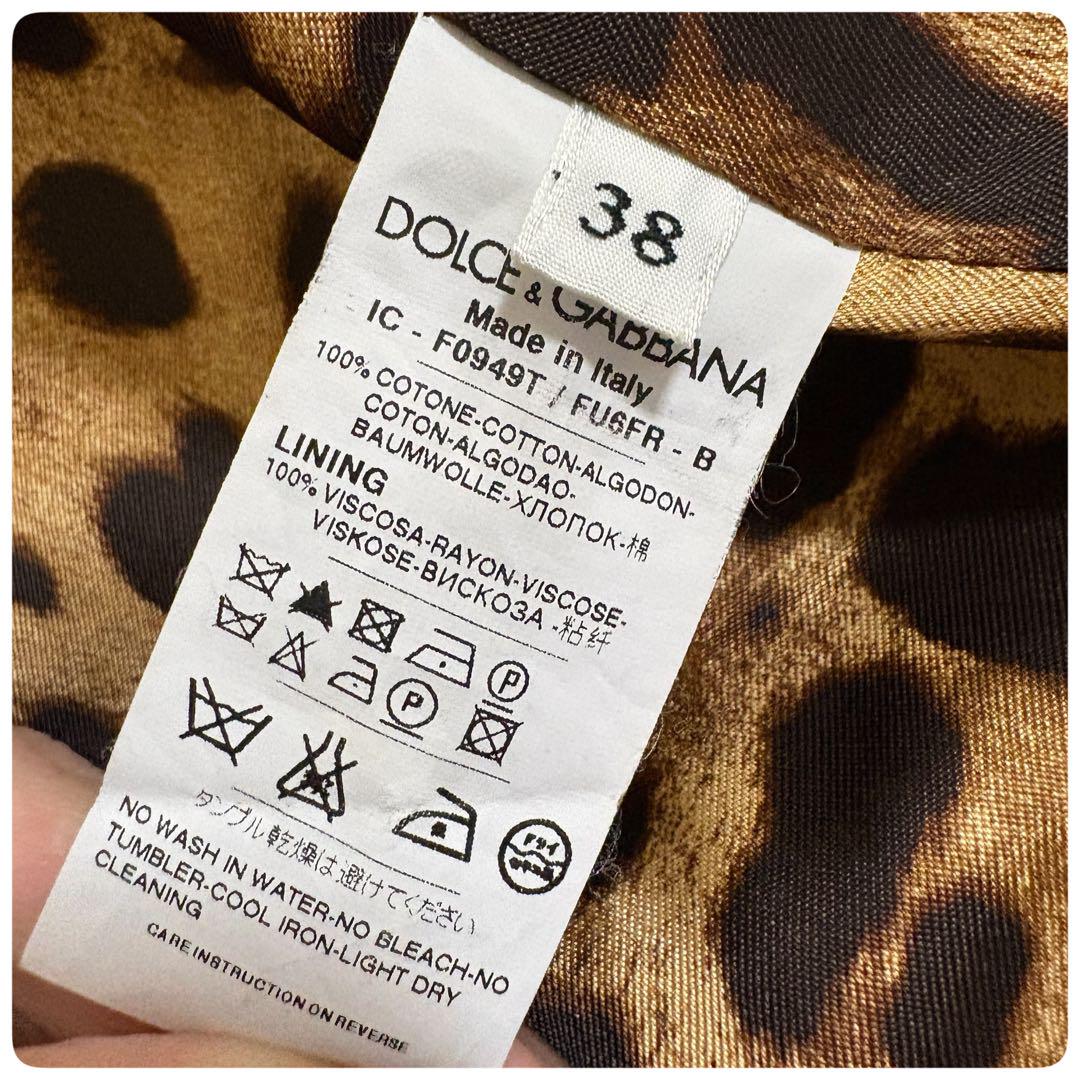 38
DOLCE & GABBANA
Made in Italy
IC - F0949T / FU6FR - B
100% COTONE-COTTON-ALGODON-
COTON-ALGODAO-
BAUMWOLLE-ХЛОПОК-棉
LINING
100% VISCOSA-RAYON-VISCOSE-
VISKOSE-ВИСКОЗА -粘纤
P
P
ドライ
タンブル乾燥は避けてください
NO WASH IN WATER-NO BLEACH-NO
TUMBLER-COOL IRON-LIGHT DRY
CLEANING
CARE INSTRUCTION ON REVERSE